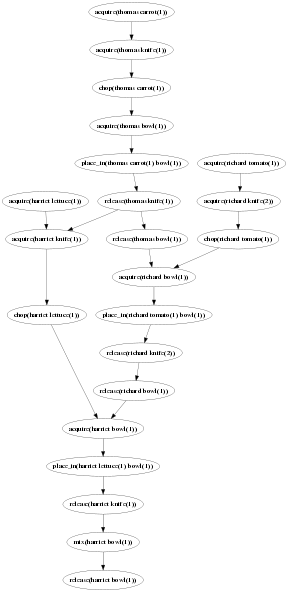 acquire(thomas carrot(1))
acquire(thomas knife(1))
chop(thomas carrot(1))
acquire(thomas bowl(1))
place_in(thomas carrot(1) bowl(1))
acquire(richard tomato(1))
acquire(harriet lettuce(1))
release(thomas knife(1))
acquire(richard knife(2))
acquire(harriet knife(1))
release(thomas bowl(1))
chop(richard tomato(1))
acquire(richard bowl(1))
chop(harriet lettuce(1))
place_in(richard tomato(1) bowl(1))
release(richard knife(2))
release(richard bowl(1))
acquire(harriet bowl(1))
place_in(harriet lettuce(1) bowl(1))
release(harriet knife(1))
mix(harriet bowl(1))
release(harriet bowl(1))